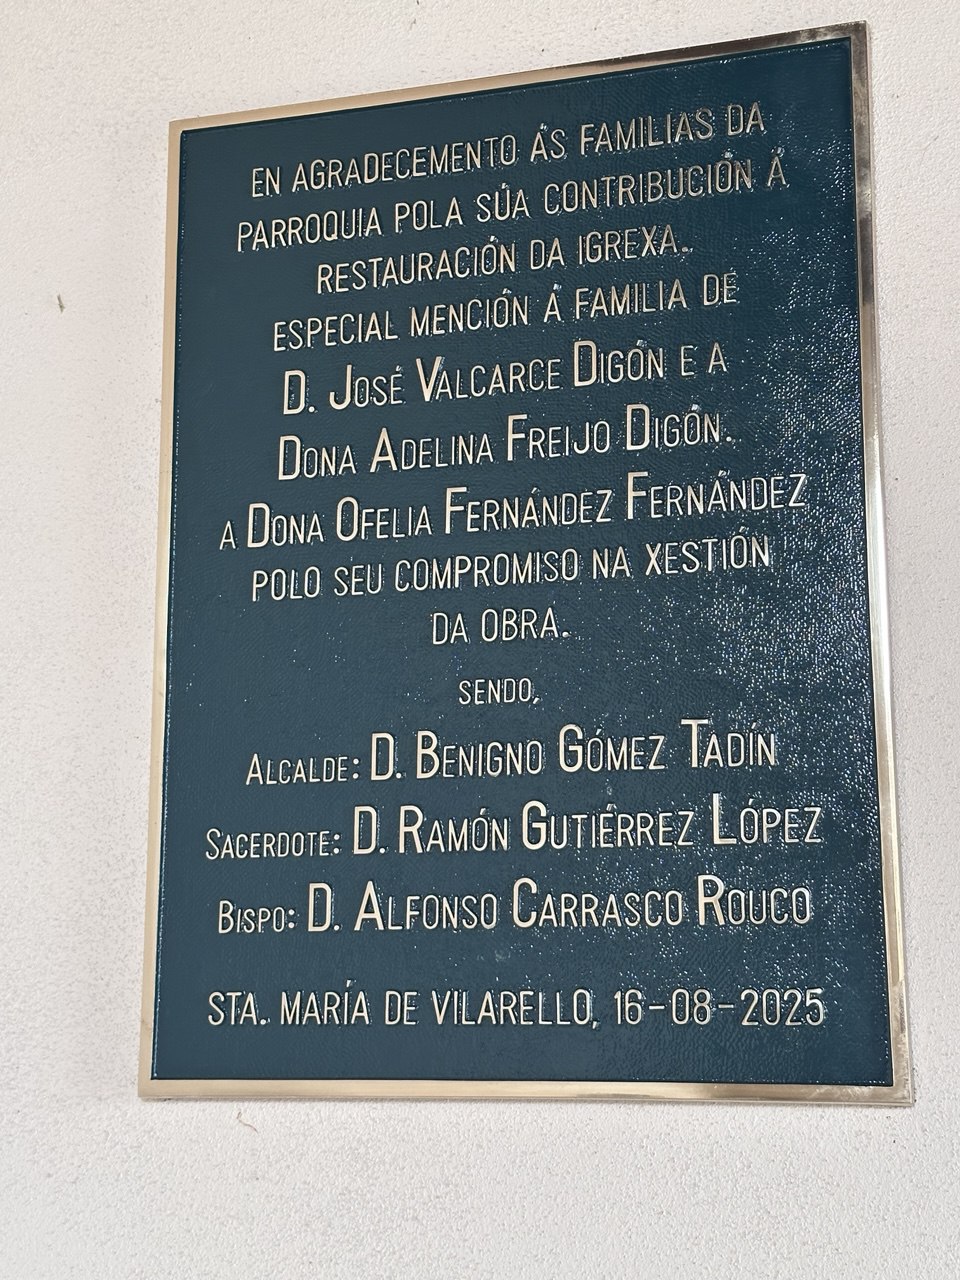 EN AGRADECEMENTO ÁS FAMILIAS DA
PARROQUIA POLA SÚA CONTRIBUCIÓN Á
RESTAURACIÓN DA IGREXA.
ESPECIAL MENCIÓN Á FAMILIA DE
D. JOSÉ VALCARCE DIGÓN E A
DONA ADELINA FREIJO DIGÓN.
A DONA OFELIA FERNÁNDEZ FERNÁNDEZ
POLO SEU COMPROMISO NA XESTIÓN
DA OBRA.
SENDO,
ALCALDE: D. BENIGNO GÓMEZ TADÍN
SACERDOTE: D. RAMÓN GUTIÉRREZ LÓPEZ
BISPO: D. ALFONSO CARRASCO ROUCO
STA. MARÍA DE VILARELLO, 16-08-2025